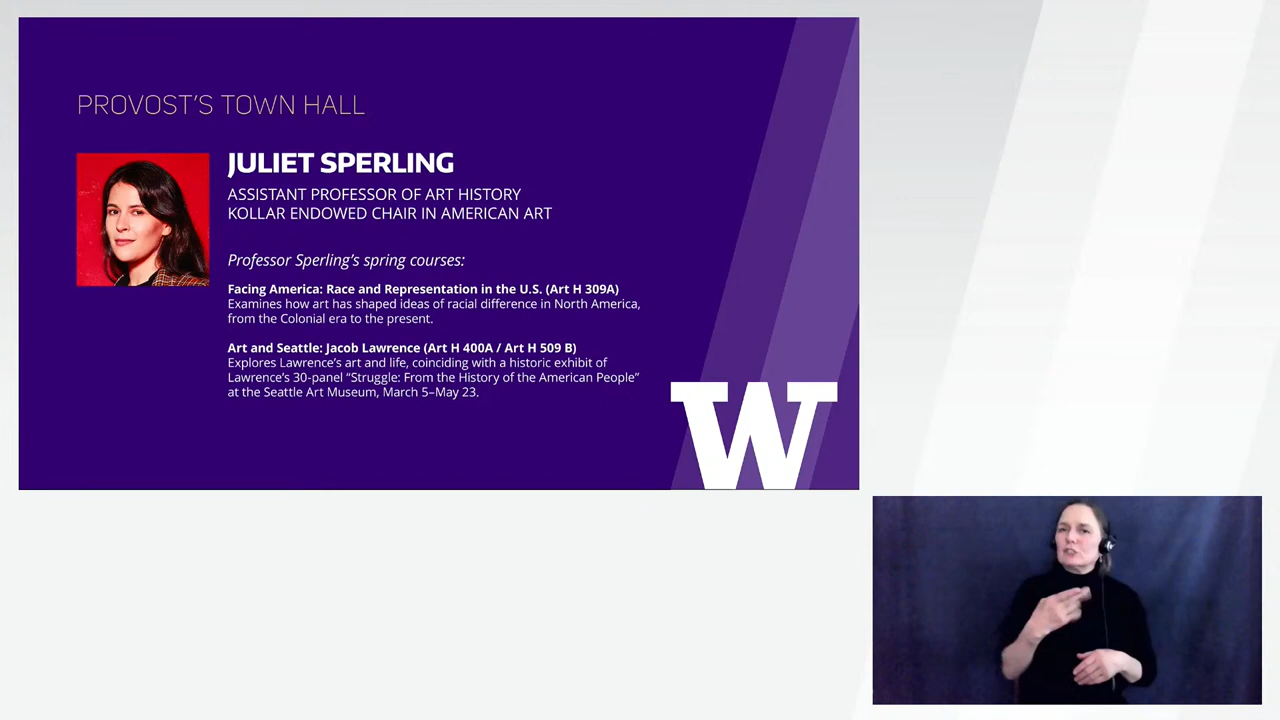 PROVOST'S TOWN HALL
JULIET SPERLING
ASSISTANT PROFESSOR OF ART HISTORY
KOLLAR ENDOWED CHAIR IN AMERICAN ART
Professor Sperling's spring courses:
Facing America: Race and Representation in the U.S. (Art H 309A)
Examines how art has shaped ideas of racial difference in North America,
from the Colonial era to the present.
Art and Seattle: Jacob Lawrence (Art H 400A / Art H 509 B)
Explores Lawrence's art and life, coinciding with a historic exhibit of
Lawrence's 30-panel “Struggle: From the History of the American People”
at the Seattle Art Museum, March 5–May 23.
W